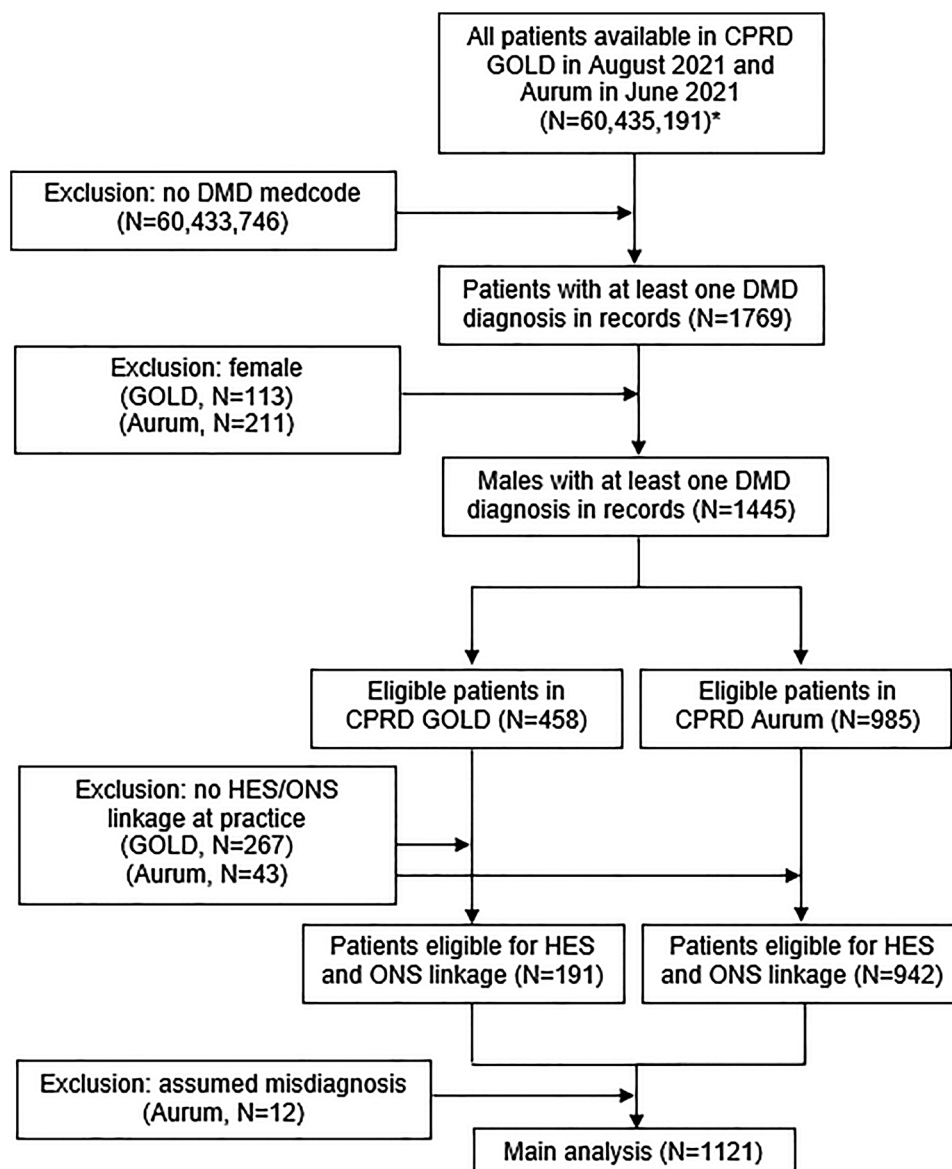 All patients available in CPRD
GOLD in August 2021 and
Aurum in June 2021
(N=60,435,191)*
Exclusion: no DMD medcode
(N=60,433,746)
Patients with at least one DMD
diagnosis in records (N=1769)
Exclusion: female
(GOLD, N=113)
(Aurum, N=211)
Males with at least one DMD
diagnosis in records (N=1445)
Eligible patients in
CPRD GOLD (N=458)
Eligible patients in
CPRD Aurum (N=985)
Exclusion: no HES/ONS
linkage at practice
(GOLD, N=267)
(Aurum, N=43)
Patients eligible for HES
and ONS linkage (N=191)
Patients eligible for HES
and ONS linkage (N=942)
Exclusion: assumed misdiagnosis
(Aurum, N=12)
Main analysis (N=1121)